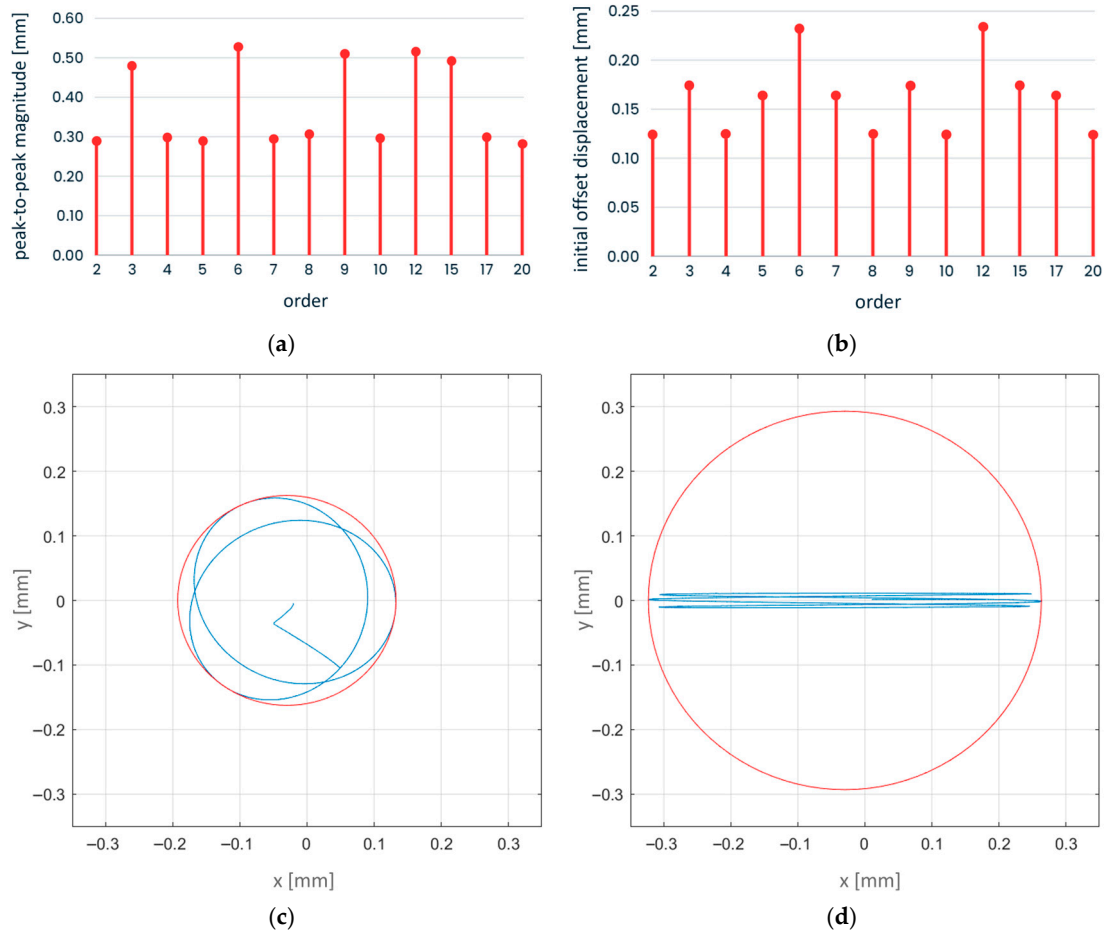 peak-to-peak magnitude [mm]
0.60
0.50
0.40
0.30
0.20
0.10
0.00
2 3 4 5 6 7 8 9 10 12 15 17 20
order
(a)
initial offset displacement [mm]
0.25
0.20
0.15
0.10
0.05
0.00
2 3 4 5 6 7 8 9 10 12 15 17 20
order
(b)
y [mm]
0.3
0.2
0.1
0
−0.1
−0.2
−0.3
−0.3 −0.2 −0.1 0 0.1 0.2 0.3
x [mm]
(c)
y [mm]
0.3
0.2
0.1
0
−0.1
−0.2
−0.3
−0.3 −0.2 −0.1 0 0.1 0.2 0.3
x [mm]
(d)